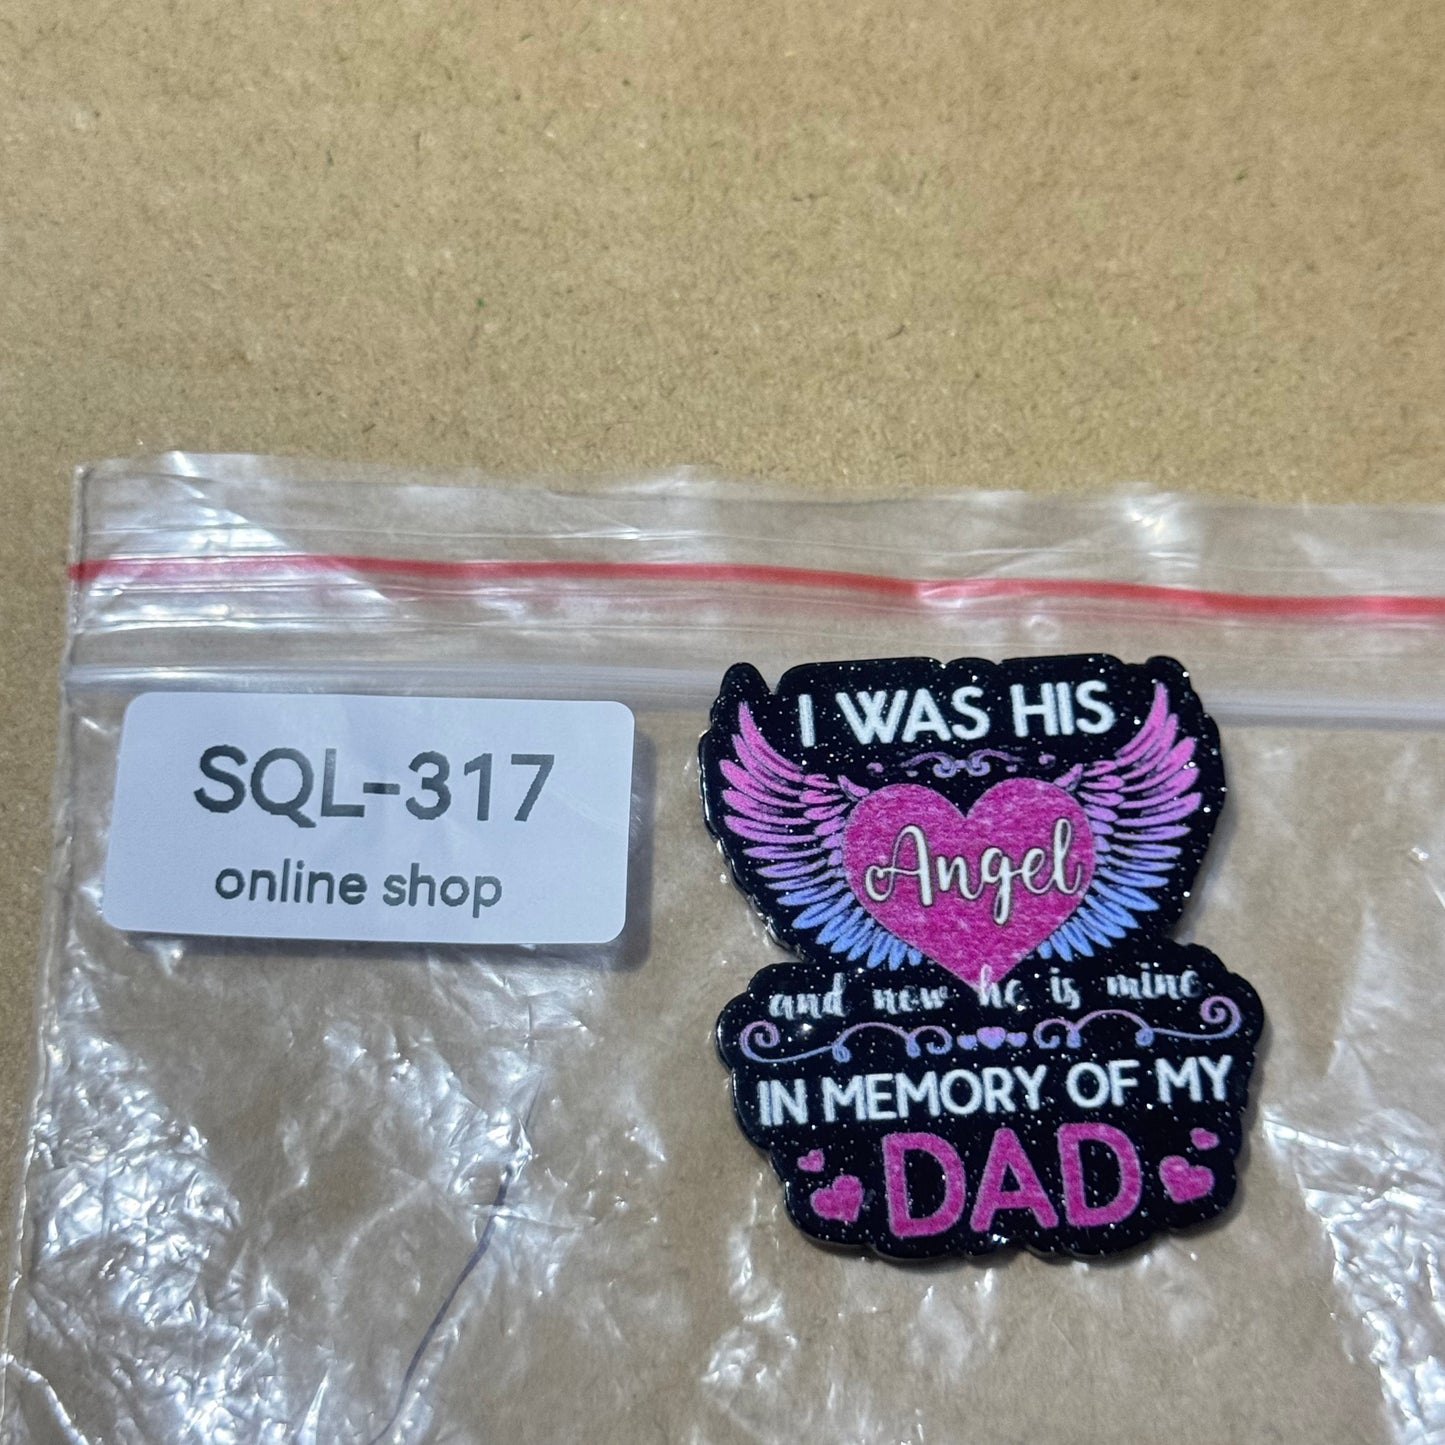 SQL-317
online shop
I WAS HIS
Angel
and now he is mine
IN MEMORY OF MY
DAD